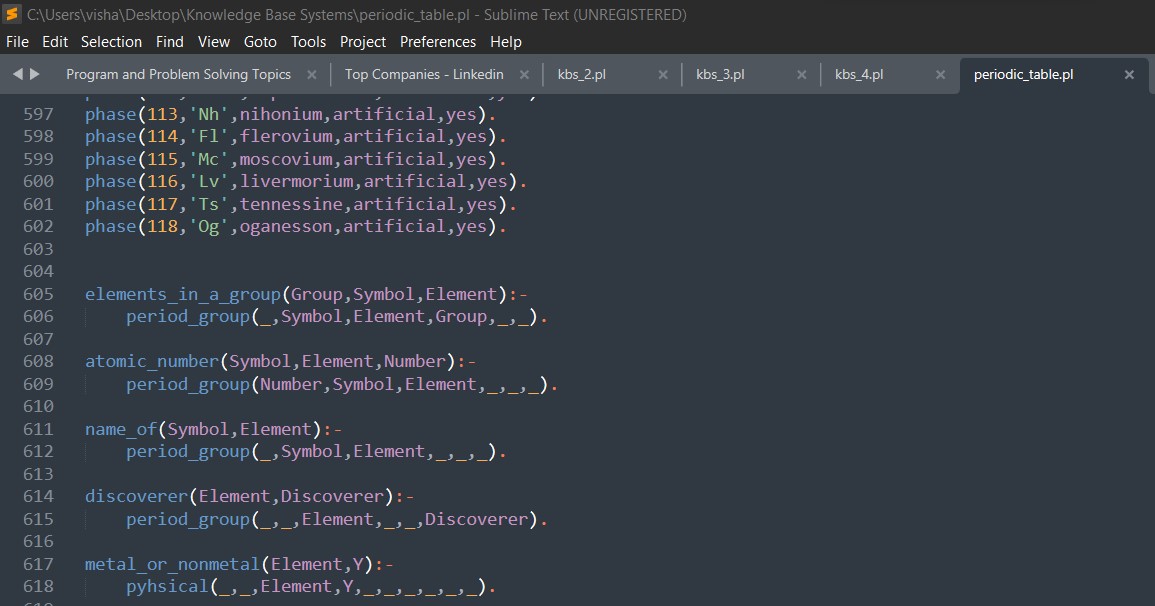 C:\Users\visha\Desktop\Knowledge Base Systems\periodic_table.pl - Sublime Text (UNREGISTERED)
File Edit Selection Find View Goto Tools Project Preferences Help
Program and Problem Solving Topics × Top Companies - Linkedin × kbs_2.pl × kbs_3.pl × kbs_4.pl × periodic_table.pl ×
597 phase(113,'Nh',nihonium,artificial,yes).
598 phase(114,'Fl',flerovium,artificial,yes).
599 phase(115,'Mc',moscovium,artificial,yes).
600 phase(116,'Lv',livermorium,artificial,yes).
601 phase(117,'Ts',tennessine,artificial,yes).
602 phase(118,'Og',oganesson,artificial,yes).
603
604
605 elements_in_a_group(Group,Symbol,Element):-
606 period_group(_,Symbol,Element,Group,_,_).
607
608 atomic_number(Symbol,Element,Number):-
609 period_group(Number,Symbol,Element,_,_,_).
610
611 name_of(Symbol,Element):-
612 period_group(_,Symbol,Element,_,_,_).
613
614 discoverer(Element,Discoverer):-
615 period_group(_,_,Element,_,_,Discoverer).
616
617 metal_or_nonmetal(Element,Y):-
618 pyhsical(_,_,Element,Y,_,_,_,_,_,_).